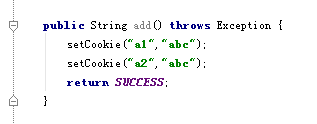 public String add() throws Exception {
setCookie("a1","abc");
setCookie("a2","abc");
return SUCCESS;
}